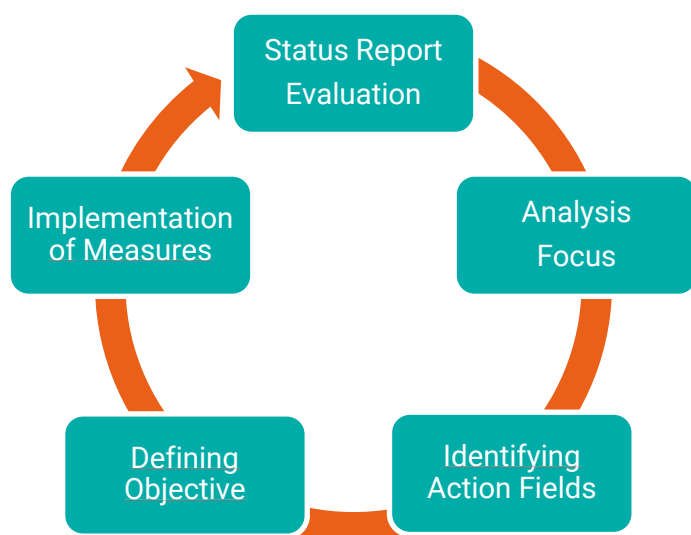 Status Report
Evaluation
Analysis
Focus
Identifying
Action Fields
Defining
Objective
Implementation
of Measures